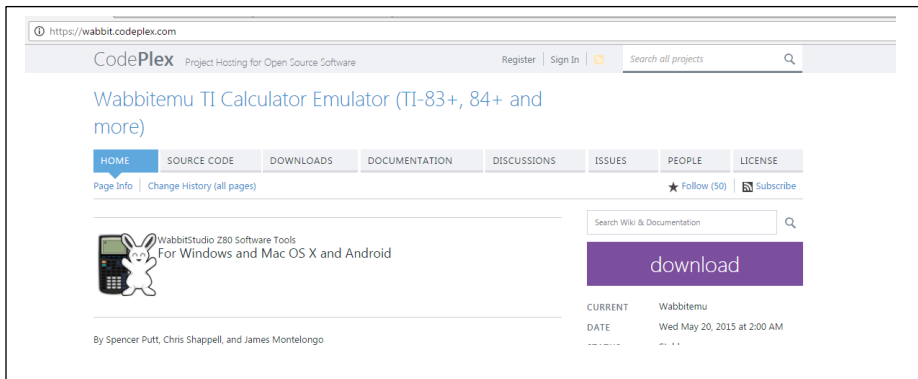 https://wabbit.codeplex.com
CodePlex Project Hosting for Open Source Software Register Sign In Search all projects
Wabbitemu TI Calculator Emulator (TI-83+, 84+ and
more)
HOME SOURCE CODE DOWNLOADS DOCUMENTATION DISCUSSIONS ISSUES PEOPLE LICENSE
Page Info Change History (all pages) Follow (50) Subscribe
Search Wiki & Documentation
WabbitStudio Z80 Software Tools
For Windows and Mac OS X and Android
download
CURRENT Wabbitemu
DATE Wed May 20, 2015 at 2:00 AM
By Spencer Putt, Chris Shappell, and James Montelongo